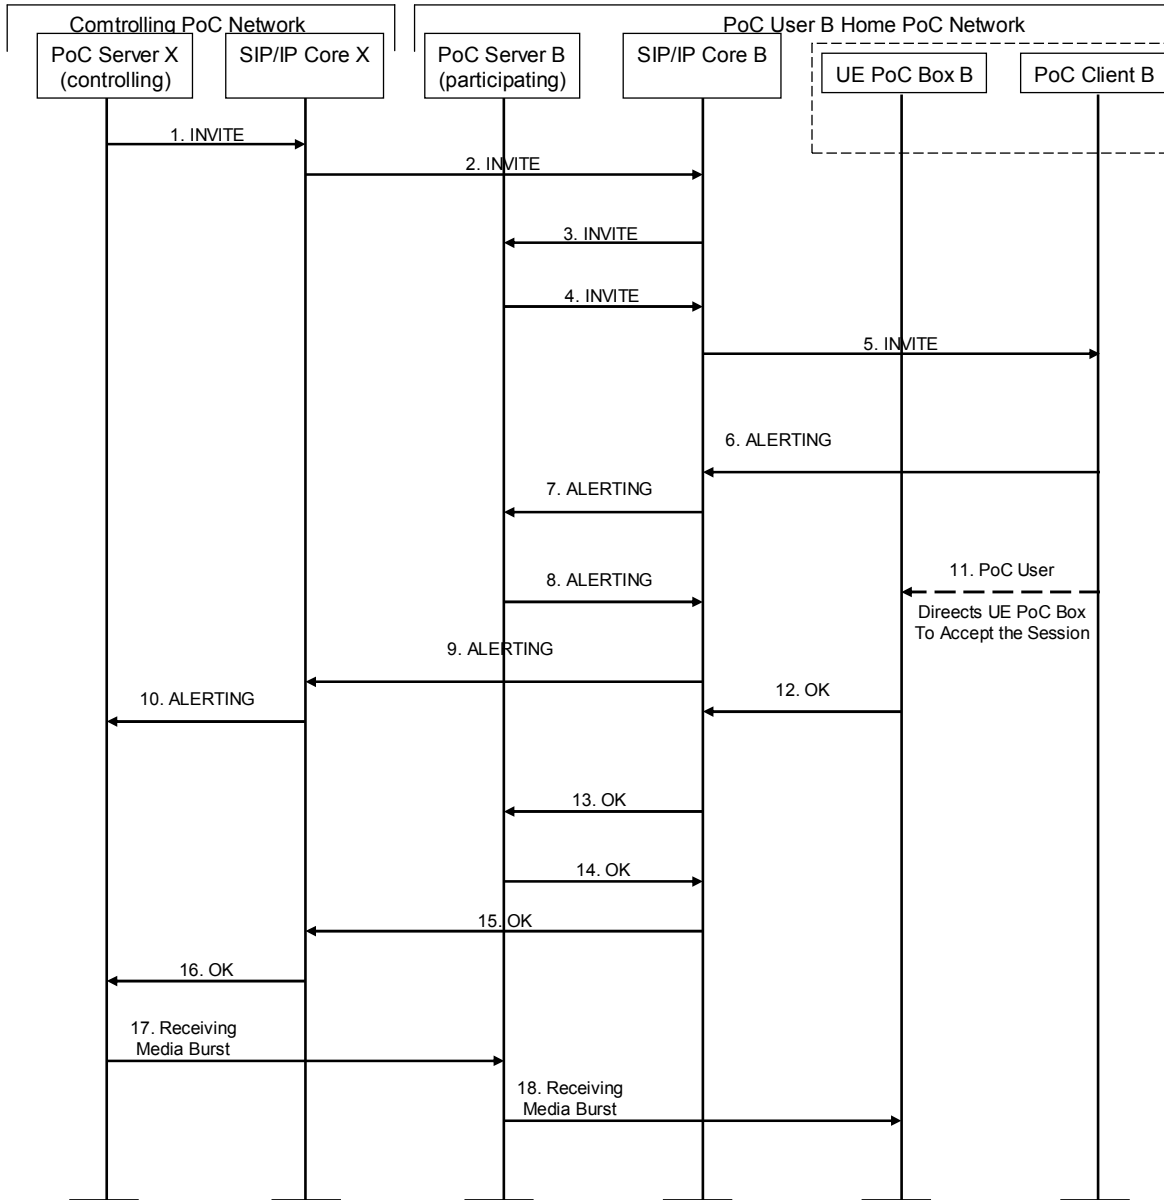 Comtrolling PoC Network
PoC User B Home PoC Network
PoC Server X
(controlling)
SIP/IP Core X
PoC Server B
(participating)
SIP/IP Core B
UE PoC Box B
PoC Client B
1. INVITE
2. INVITE
3. INVITE
4. INVITE
5. INVITE
6. ALERTING
7. ALERTING
8. ALERTING
11. PoC User
Direects UE PoC Box
To Accept the Session
9. ALERTING
10. ALERTING
12. OK
13. OK
14. OK
15. OK
16. OK
17. Receiving
Media Burst
18. Receiving
Media Burst